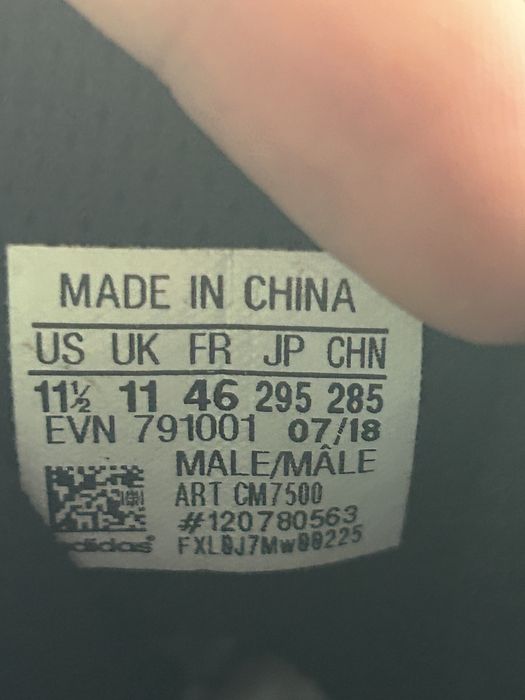 MADE IN CHINA
US UK FR JP CHN
11½ 11 46 295 285
EVN 791001 07/18
MALE/MÂLE
ART CM7500
#120780563
adidas